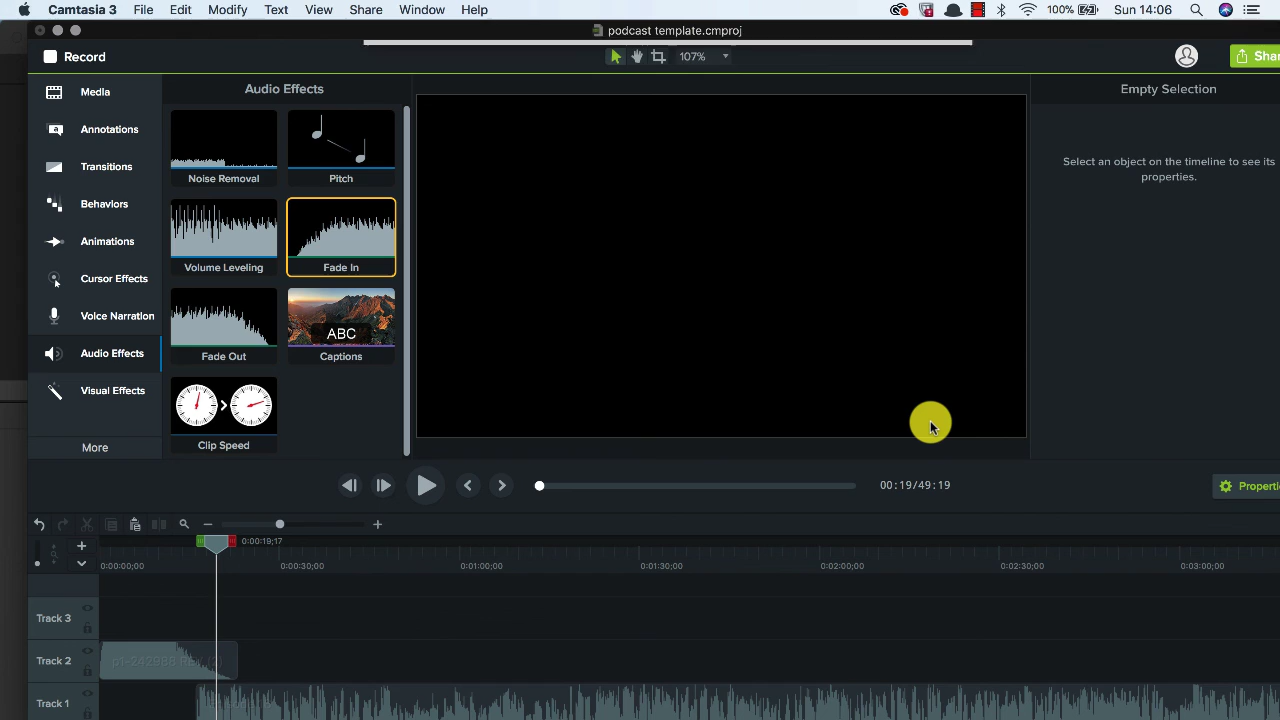 Camtasia 3 File Edit Modify Text View Share Window Help 100% Sun 14:06
podcast template.cmproj
Record 107% Shar
Media Audio Effects Empty Selection
Annotations
Transitions
Behaviors
Animations
Cursor Effects
Voice Narration
Audio Effects
Visual Effects
More
Noise Removal Pitch
Volume Leveling Fade In
Fade Out ABC Captions
Clip Speed
Select an object on the timeline to see its
properties.
00:19/49:19 Properti
0:00:19;17
0:00:00;00 0:00:30;00 0:01:00;00 0:01:30;00 0:02:00;00 0:02:30;00 0:03:00;00
Track 3
Track 2
Track 1